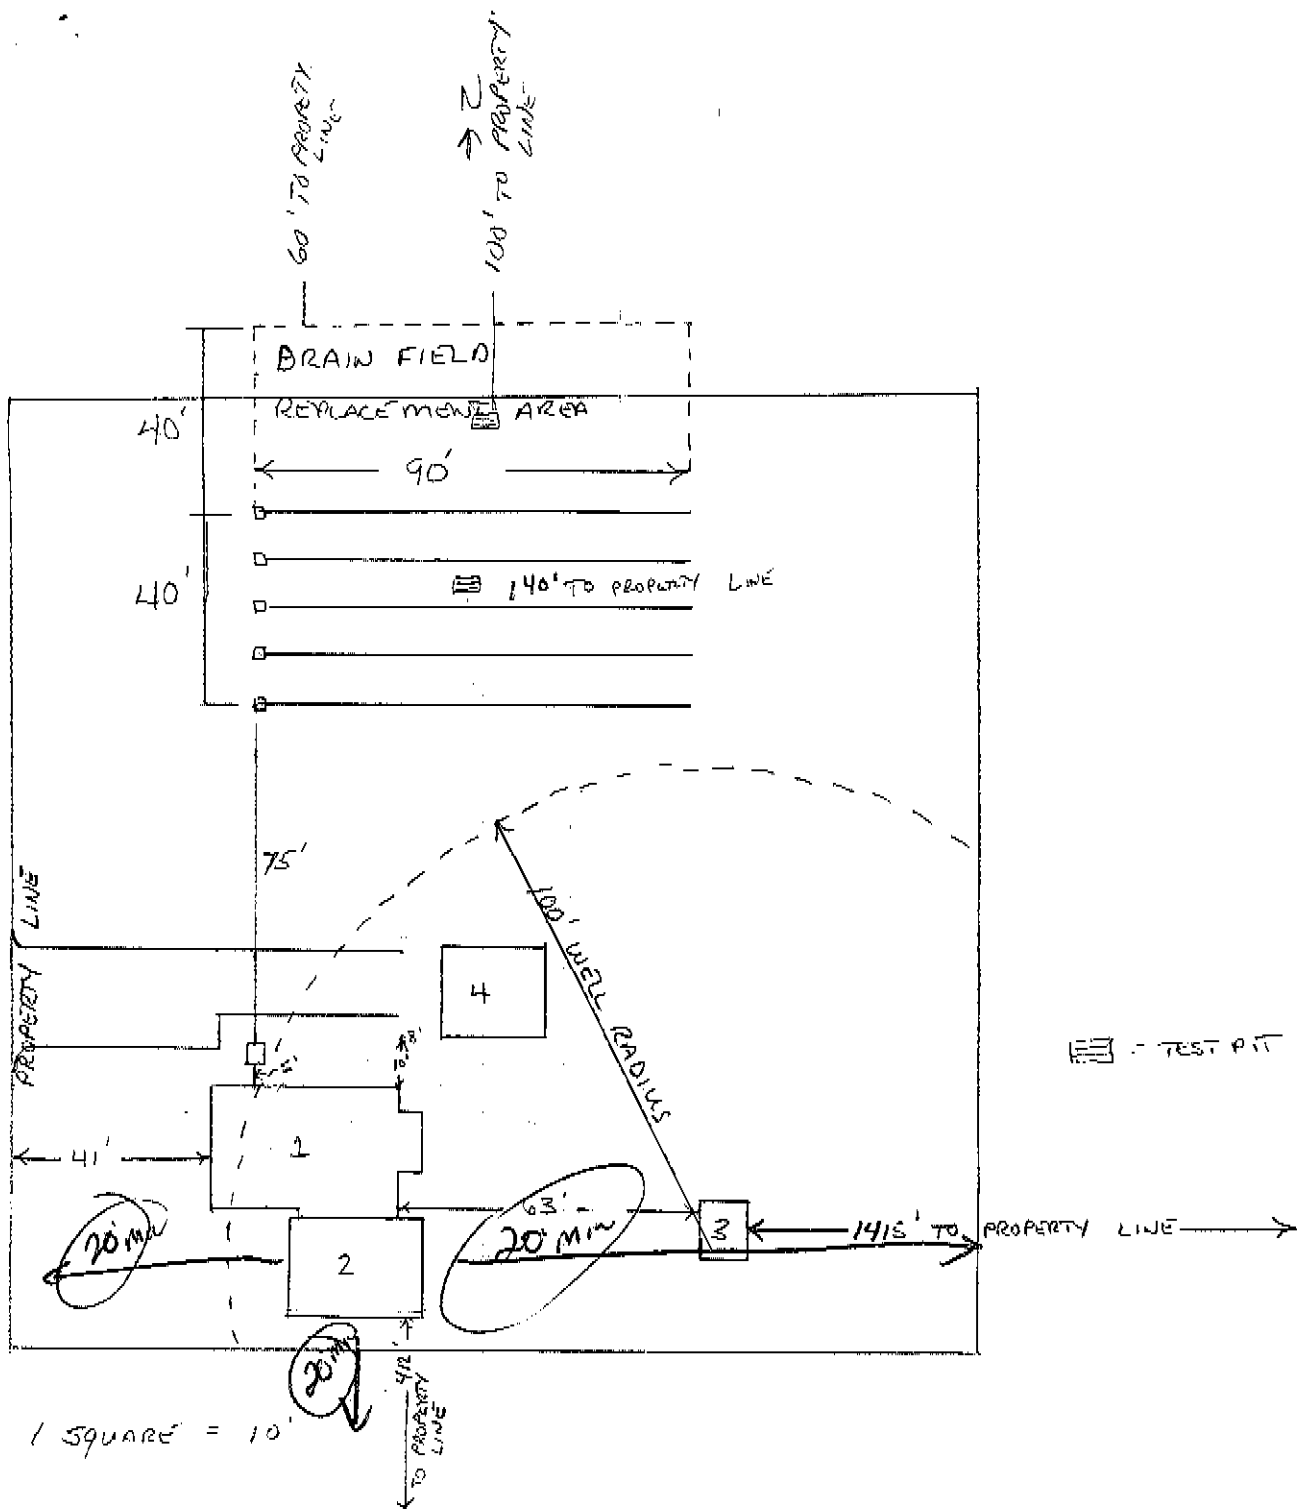 60' TO PROPERTY
LINE
Z
100' TO PROPERTY
LINE
DRAIN FIELD
REPLACEMENT AREA
40'
90'
40'
140' TO PROPERTY LINE
75'
100' WELL RADIUS
PROPERTY LINE
4
- TEST PIT
1
41'
63'
20' MIN
20' MIN
3
1415' TO PROPERTY LINE
2
20' MIN
412'
TO PROPERTY
LINE
1 SQUARE = 10'